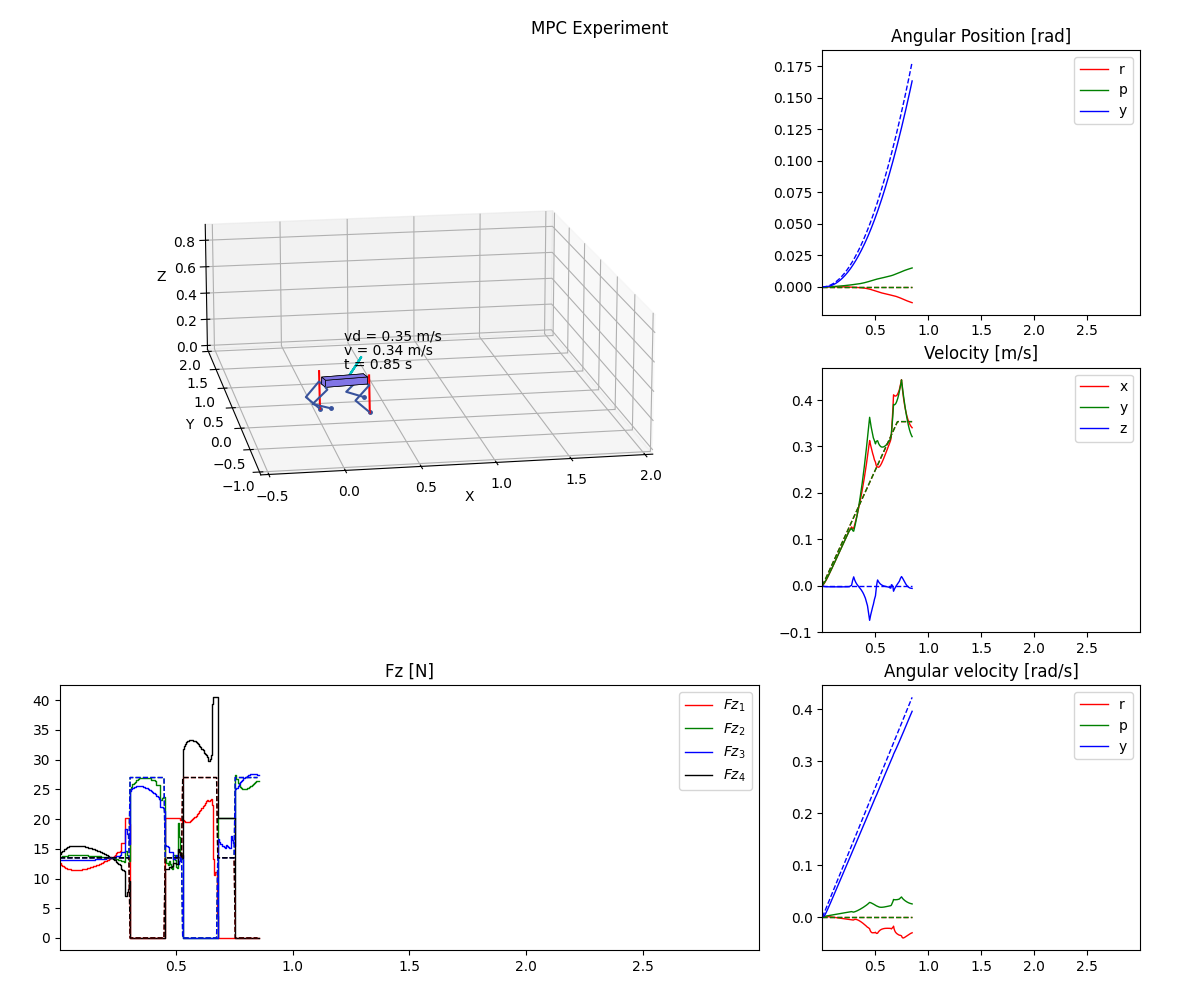 MPC Experiment
0.8
0.6
0.4
0.2
0.0
Z
2.0
1.5
1.0
0.5
0.0
−0.5
−1.0
Y
−0.5
0.0
0.5
1.0
1.5
2.0
X
vd = 0.35 m/s
v = 0.34 m/s
t = 0.85 s
Angular Position [rad]
0.175
0.150
0.125
0.100
0.075
0.050
0.025
0.000
r
p
y
0.5 1.0 1.5 2.0 2.5
Velocity [m/s]
0.4
0.3
0.2
0.1
0.0
−0.1
x
y
z
0.5 1.0 1.5 2.0 2.5
Fz [N]
40
35
30
25
20
15
10
5
0
Fz1
Fz2
Fz3
Fz4
0.5 1.0 1.5 2.0 2.5
Angular velocity [rad/s]
0.4
0.3
0.2
0.1
0.0
r
p
y
0.5 1.0 1.5 2.0 2.5